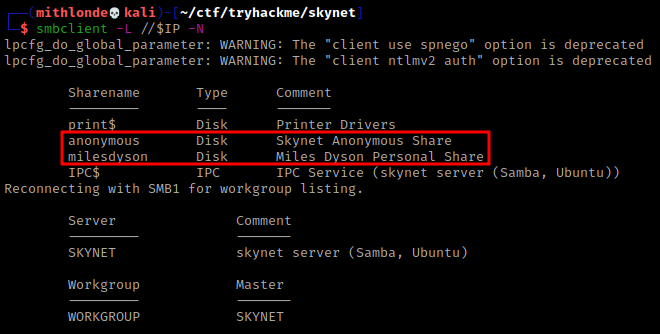 ┌──(mithlonde💀kali)-[~/ctf/tryhackme/skynet]
└─$ smbclient -L //$IP -N
lpcfg_do_global_parameter: WARNING: The "client use spnego" option is deprecated
lpcfg_do_global_parameter: WARNING: The "client ntlmv2 auth" option is deprecated
Sharename Type Comment
--------- ---- -------
print$ Disk Printer Drivers
anonymous Disk Skynet Anonymous Share
milesdyson Disk Miles Dyson Personal Share
IPC$ IPC IPC Service (skynet server (Samba, Ubuntu))
Reconnecting with SMB1 for workgroup listing.
Server Comment
--------- -------
SKYNET skynet server (Samba, Ubuntu)
Workgroup Master
--------- -------
WORKGROUP SKYNET